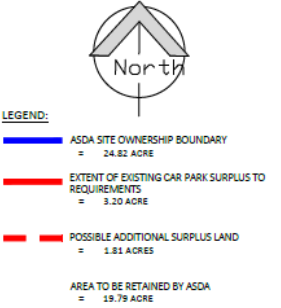 North
LEGEND:
ASDA SITE OWNERSHIP BOUNDARY
= 24.82 ACRE
EXTENT OF EXISTING CAR PARK SURPLUS TO
REQUIREMENTS
= 3.20 ACRE
POSSIBLE ADDITIONAL SURPLUS LAND
= 1.81 ACRES
AREA TO BE RETAINED BY ASDA
= 19.79 ACRE